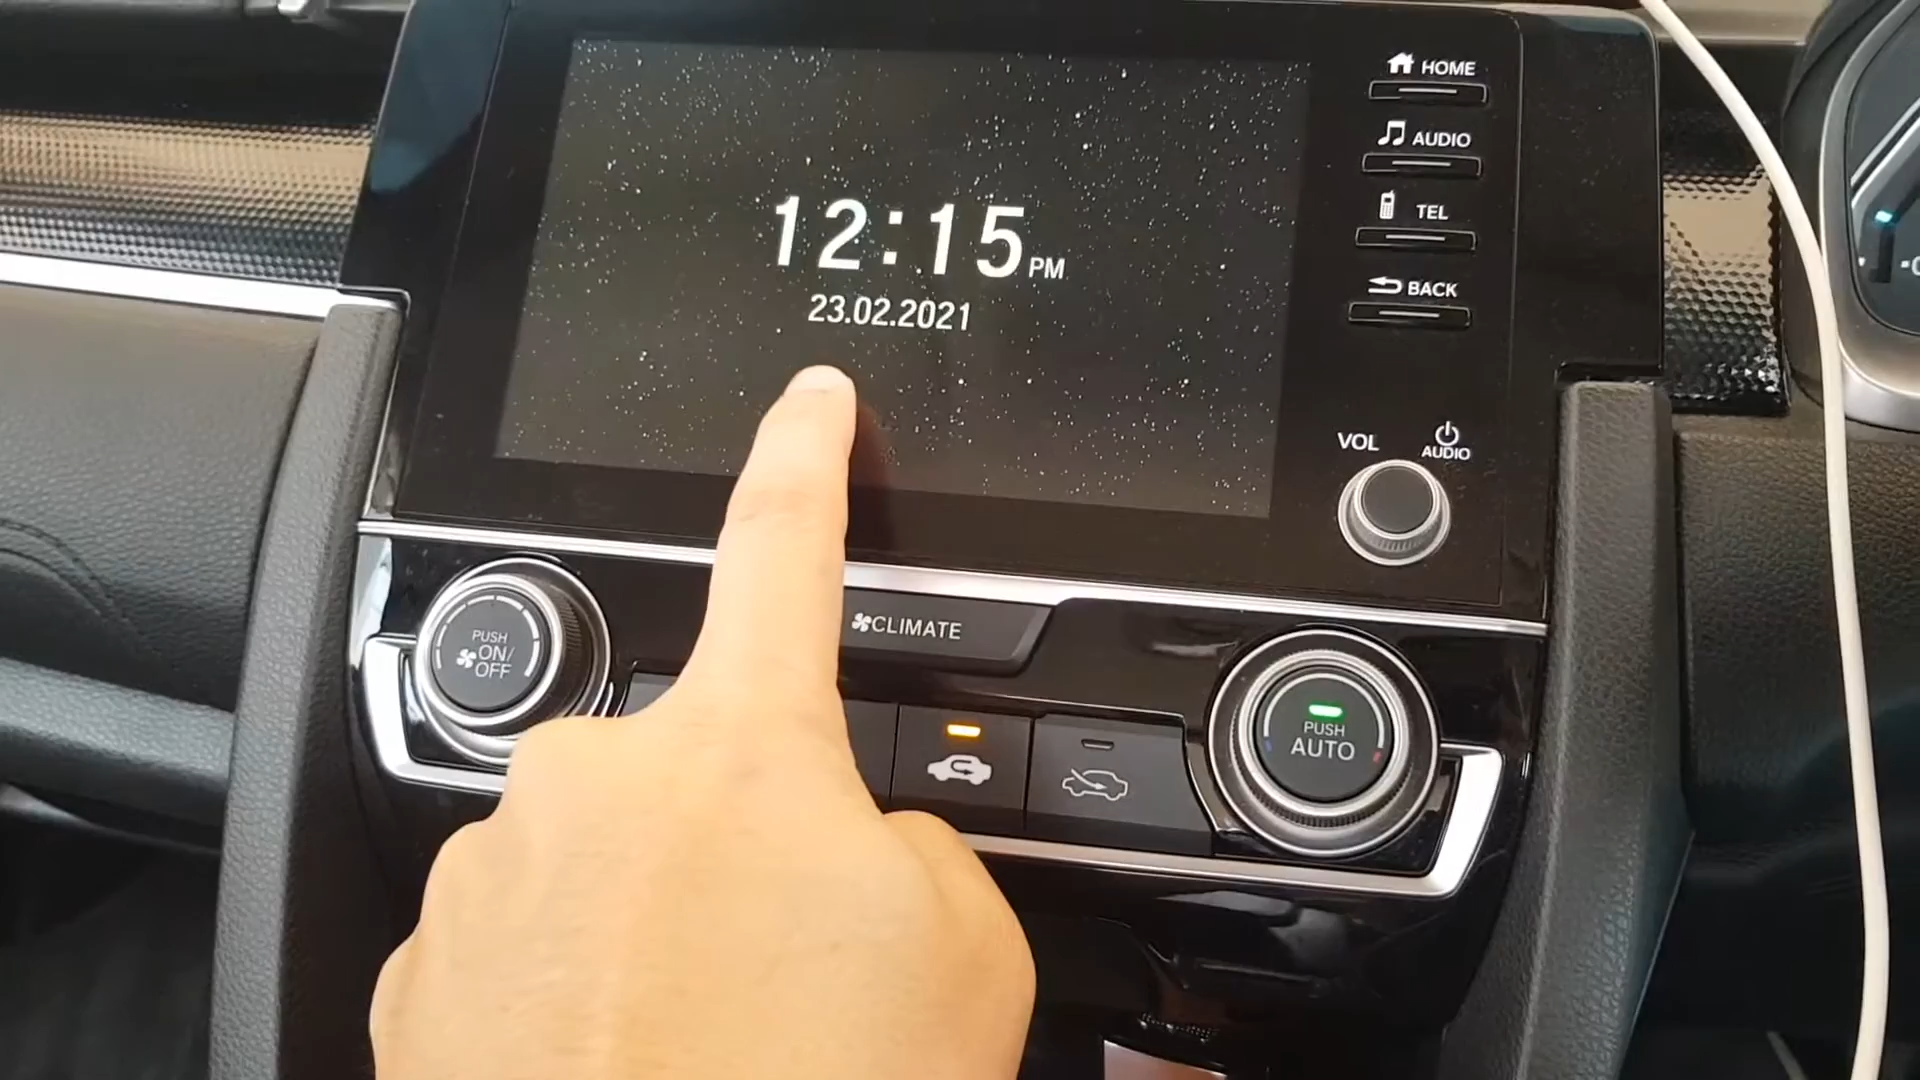 HOME
AUDIO
TEL
BACK
12:15 PM
23.02.2021
VOL
AUDIO
PUSH
ON/
OFF
CLIMATE
PUSH
AUTO